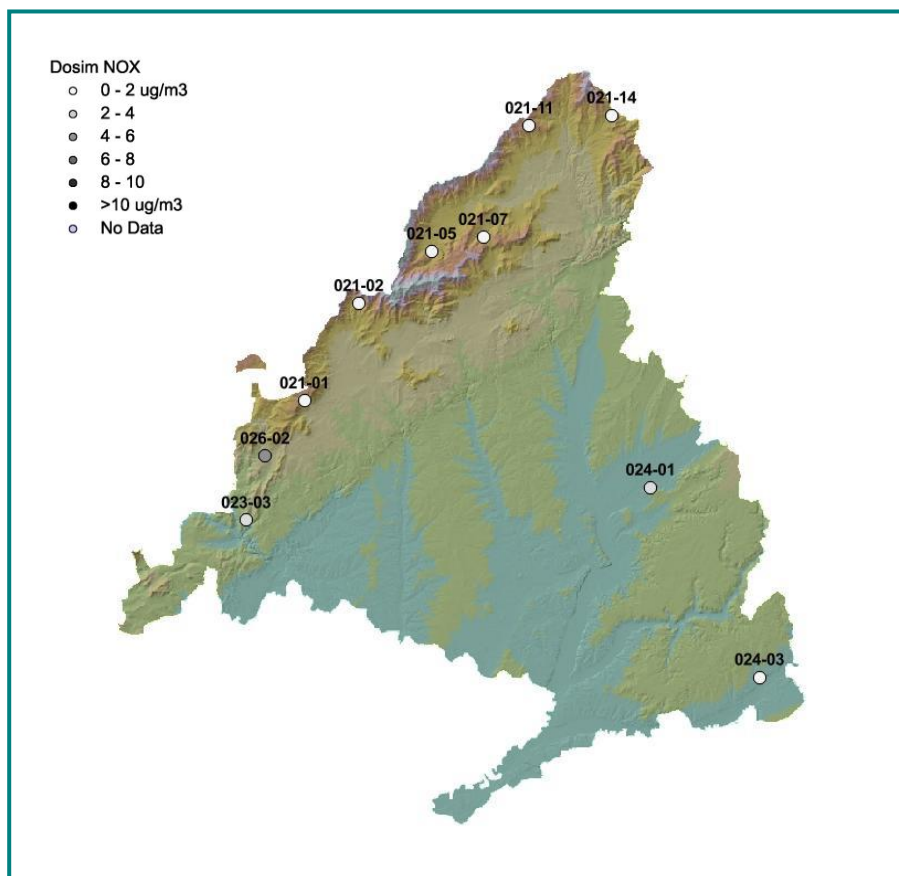 Dosim NOX
0 - 2 ug/m3
2 - 4
4 - 6
6 - 8
8 - 10
>10 ug/m3
No Data
021-14
021-11
021-07
021-05
021-02
021-01
026-02
024-01
023-03
024-03